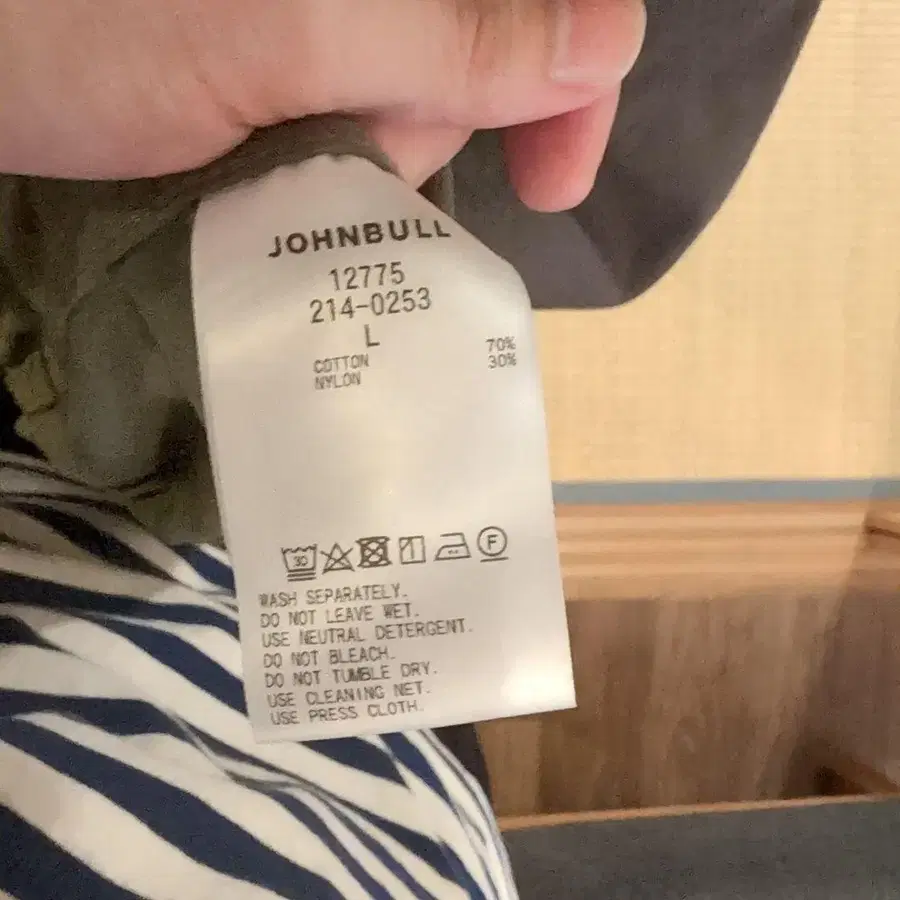 JOHNBULL
12775
214-0253
L
COTTON 70%
NYLON 30%
30 F
WASH SEPARATELY.
DO NOT LEAVE WET.
USE NEUTRAL DETERGENT.
DO NOT BLEACH.
DO NOT TUMBLE DRY.
USE CLEANING NET.
USE PRESS CLOTH.